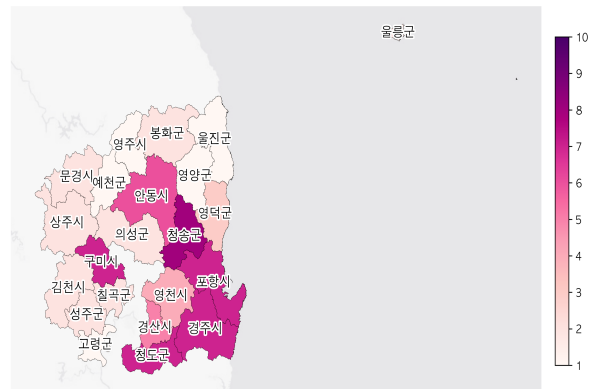 울릉군
봉화군
영주시
울진군
문경시
예천군
영양군
안동시
상주시
영덕군
의성군
청송군
구미시
포항시
김천시
칠곡군
영천시
성주군
경산시
경주시
고령군
청도군
10
9
8
7
6
5
4
3
2
1